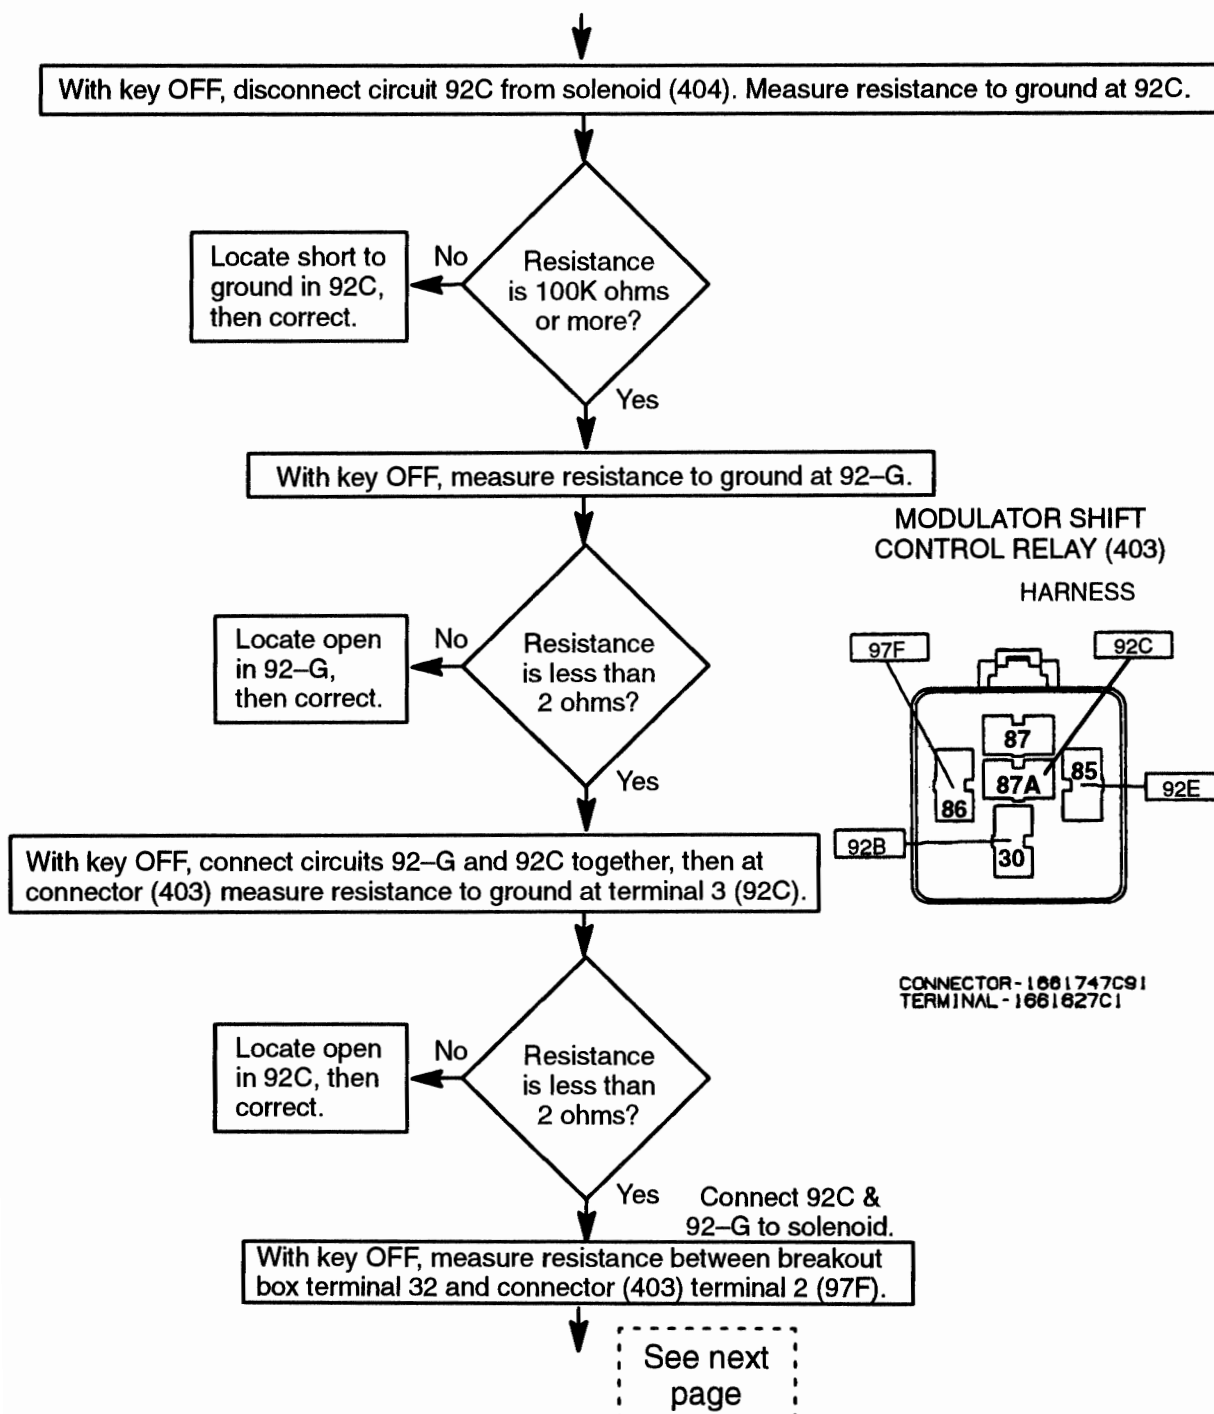 With key OFF, disconnect circuit 92C from solenoid (404). Measure resistance to ground at 92C.
Resistance
is 100K ohms
or more?
No
Locate short to
ground in 92C,
then correct.
Yes
With key OFF, measure resistance to ground at 92–G.
Resistance
is less than
2 ohms?
No
Locate open
in 92–G,
then correct.
Yes
MODULATOR SHIFT
CONTROL RELAY (403)
HARNESS
97F
92C
87
87A
85
86
92E
92B
30
CONNECTOR-1661747C91
TERMINAL-1661627C1
With key OFF, connect circuits 92–G and 92C together, then at
connector (403) measure resistance to ground at terminal 3 (92C).
Resistance
is less than
2 ohms?
No
Locate open
in 92C, then
correct.
Yes
Connect 92C &
92–G to solenoid.
With key OFF, measure resistance between breakout
box terminal 32 and connector (403) terminal 2 (97F).
See next
page